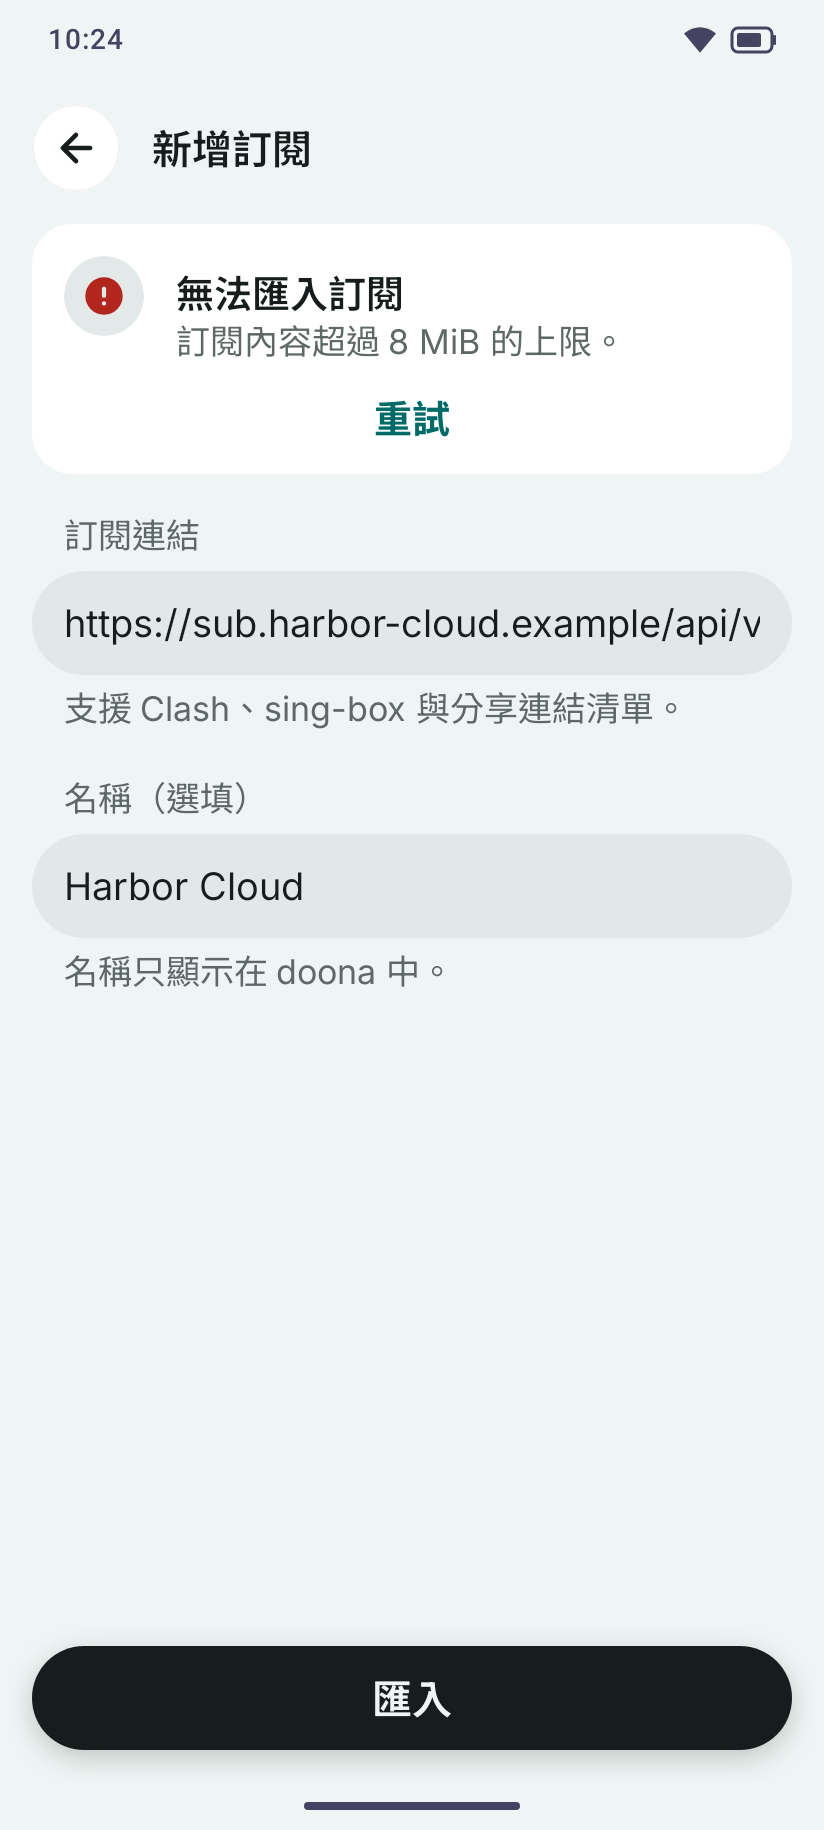 10:24
新增訂閱
無法匯入訂閱
訂閱內容超過 8 MiB 的上限。
重試
訂閱連結
https://sub.harbor-cloud.example/api/v
支援 Clash、sing-box 與分享連結清單。
名稱（選填）
Harbor Cloud
名稱只顯示在 doona 中。
匯入